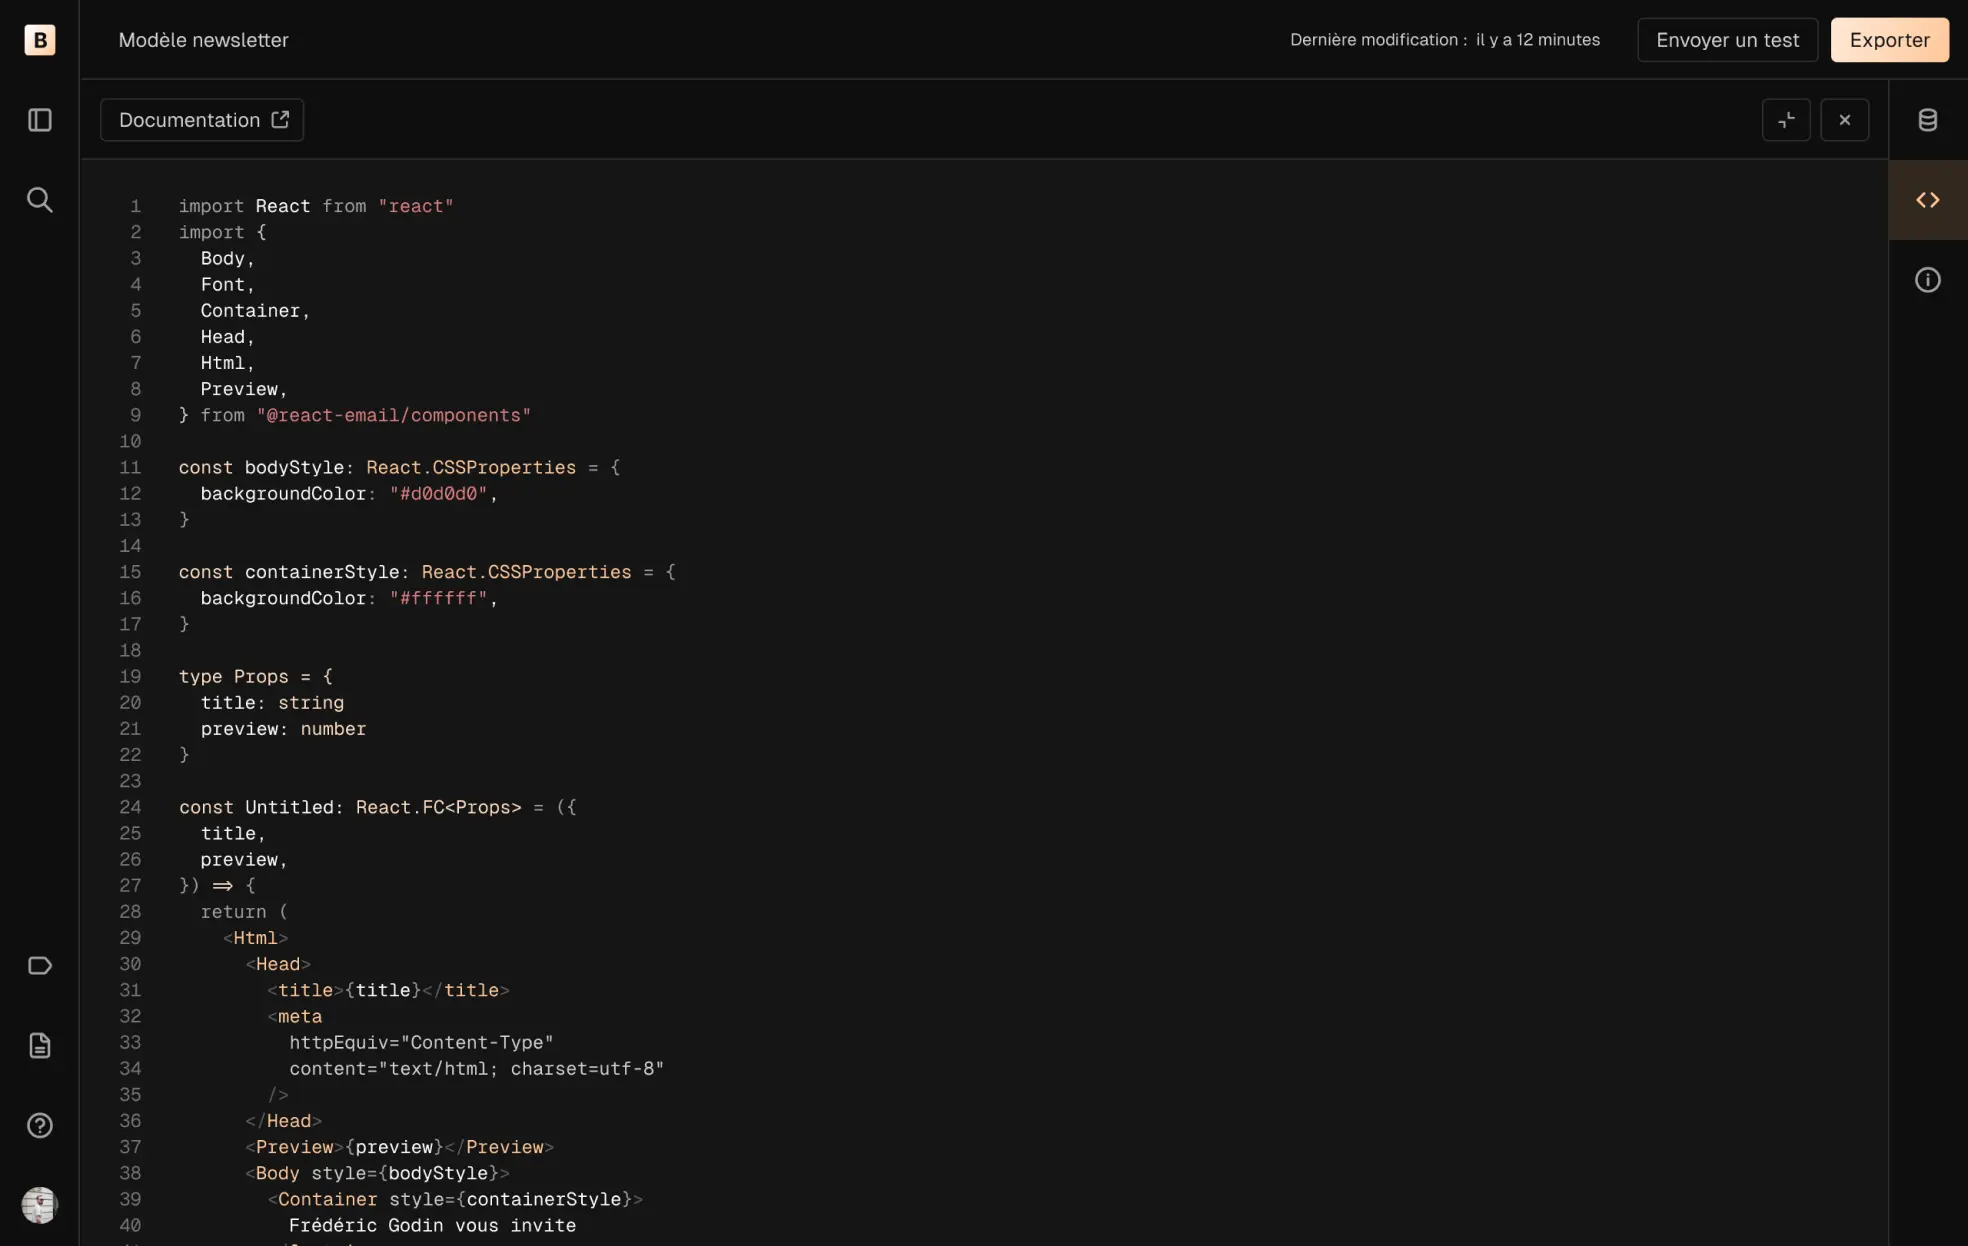 B
Modèle newsletter
Dernière modification : il y a 12 minutes
Envoyer un test
Exporter
Documentation
1 import React from "react"
2 import {
3   Body,
4   Font,
5   Container,
6   Head,
7   Html,
8   Preview,
9 } from "@react-email/components"
10
11 const bodyStyle: React.CSSProperties = {
12   backgroundColor: "#d0d0d0",
13 }
14
15 const containerStyle: React.CSSProperties = {
16   backgroundColor: "#ffffff",
17 }
18
19 type Props = {
20   title: string
21   preview: number
22 }
23
24 const Untitled: React.FC<Props> = ({
25   title,
26   preview,
27 }) => {
28   return (
29     <Html>
30       <Head>
31         <title>{title}</title>
32         <meta
33           httpEquiv="Content-Type"
34           content="text/html; charset=utf-8"
35         />
36       </Head>
37       <Preview>{preview}</Preview>
38       <Body style={bodyStyle}>
39         <Container style={containerStyle}>
40           Frédéric Godin vous invite